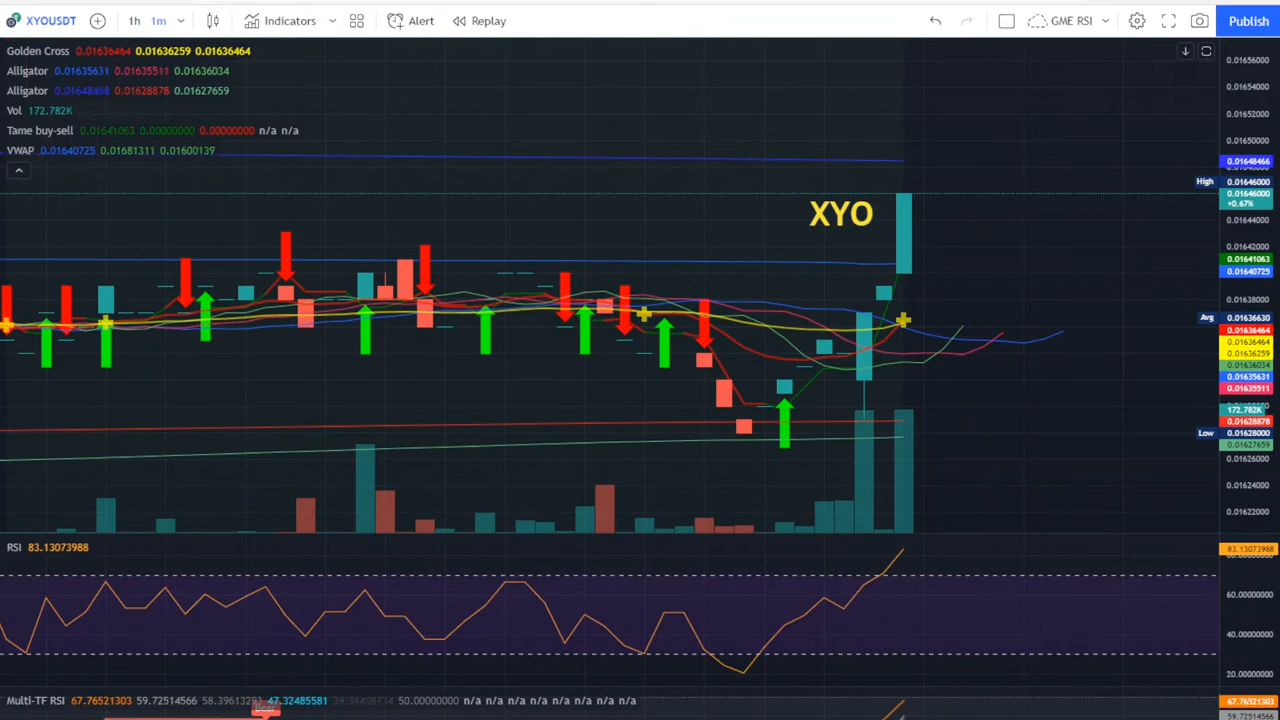 XYOUSDT 1h 1m Indicators Alert Replay GME RSI Publish
Golden Cross 0.01636464 0.01636259 0.01636464
Alligator 0.01635631 0.01635511 0.01636034
Alligator 0.01648468 0.01628878 0.01627659
Vol 172.782K
Tame buy-sell 0.01641063 0.00000000 0.00000000 n/a n/a
VWAP 0.01640725 0.01681311 0.01600139
XYO
0.01656000
0.01654000
0.01652000
0.01650000
0.01648466
High 0.01646000
0.01646000
+0.67%
0.01644000
0.01642000
0.01641063
0.01640725
0.01638000
Avg 0.01636630
0.01636464
0.01636464
0.01636259
0.01636034
0.01635631
0.01635511
172.782K
0.01628878
Low 0.01628000
0.01627659
0.01626000
0.01624000
0.01622000
RSI 83.13073988
83.13073988
60.00000000
40.00000000
20.00000000
Multi-TF RSI 67.76521303 59.72514566 58.39613293 47.32485581 50.00000000 n/a n/a n/a n/a n/a n/a n/a n/a
67.76521303
59.72514566
Bear